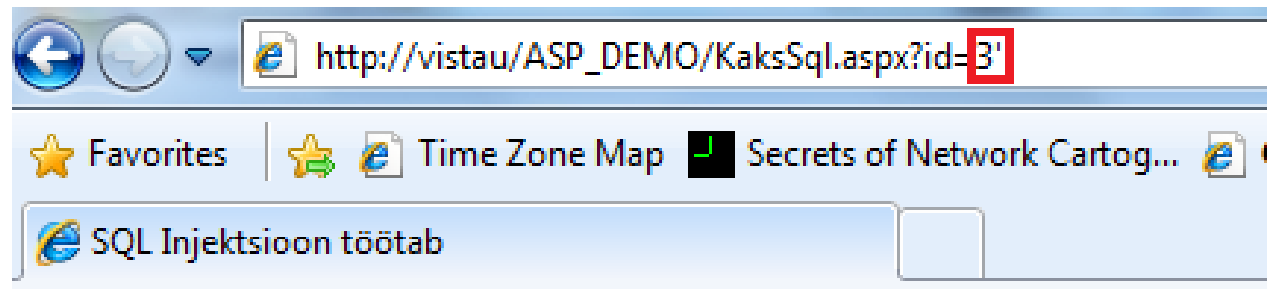 http://vistau/ASP_DEMO/KaksSql.aspx?id=3'
Favorites Time Zone Map Secrets of Network Cartog...
SQL Injektsioon töötab